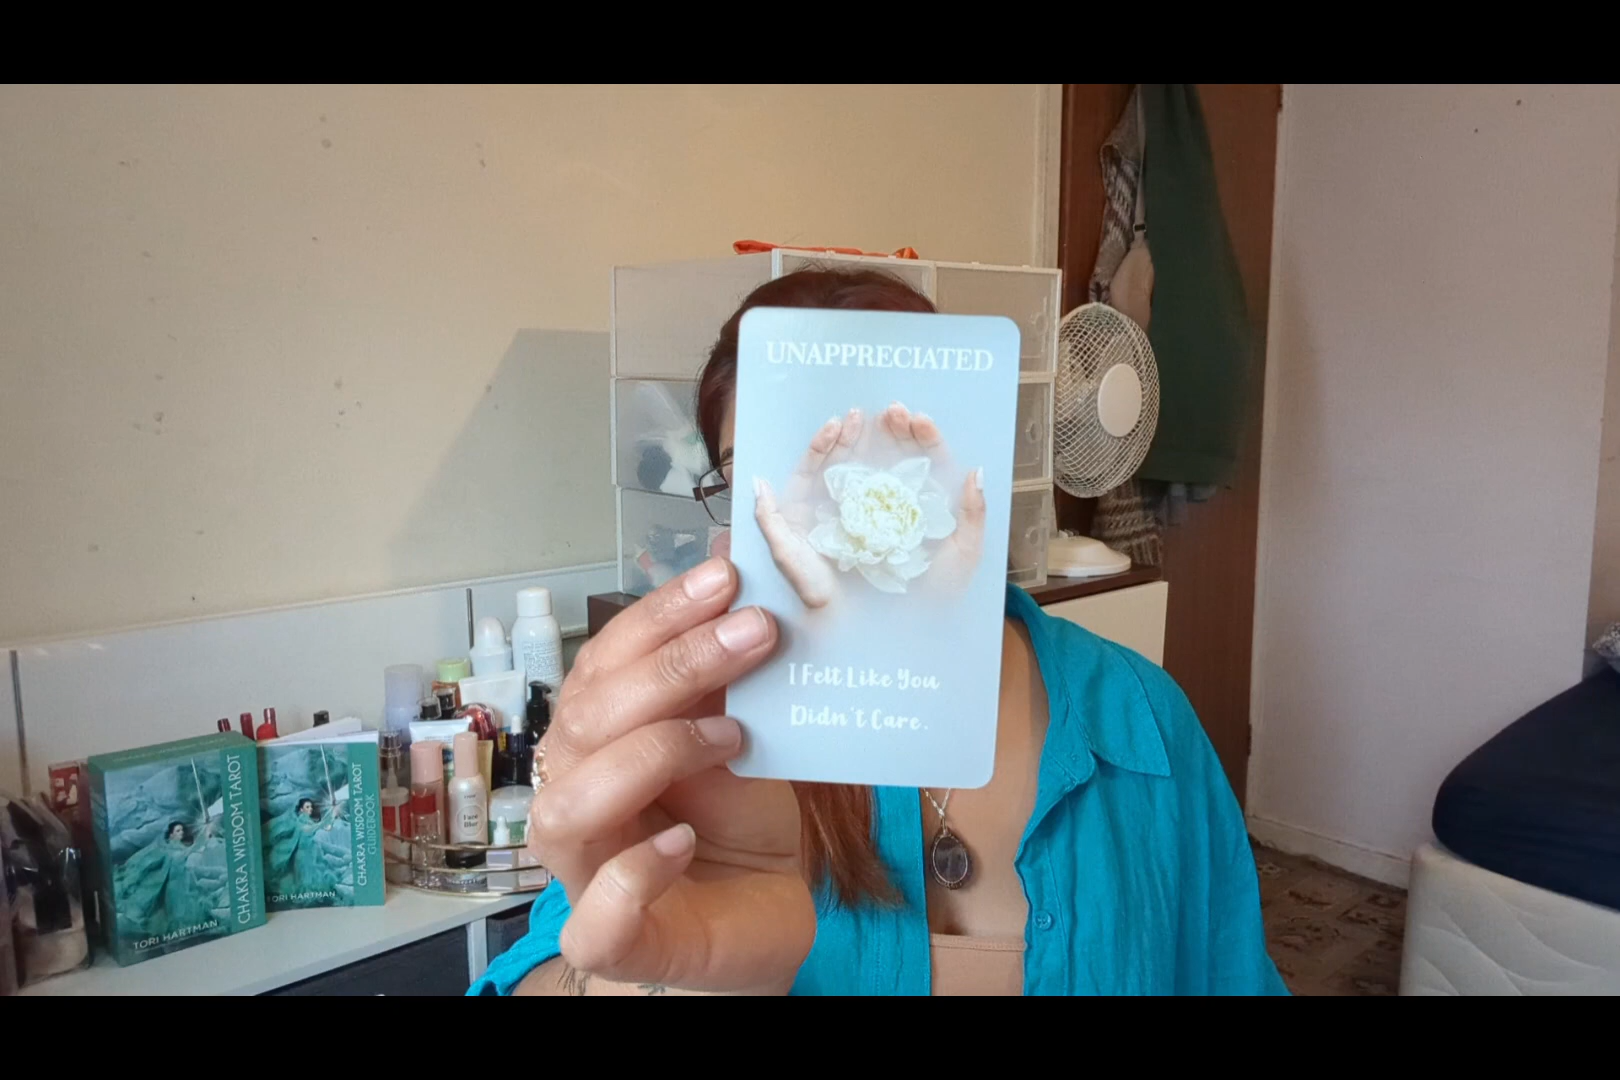 UNAPPRECIATED
I Felt Like You
Didn't Care.
CHAKRA WISDOM TAROT
TORI HARTMAN
CHAKRA WISDOM TAROT
GUIDEBOOK
TORI HARTMAN